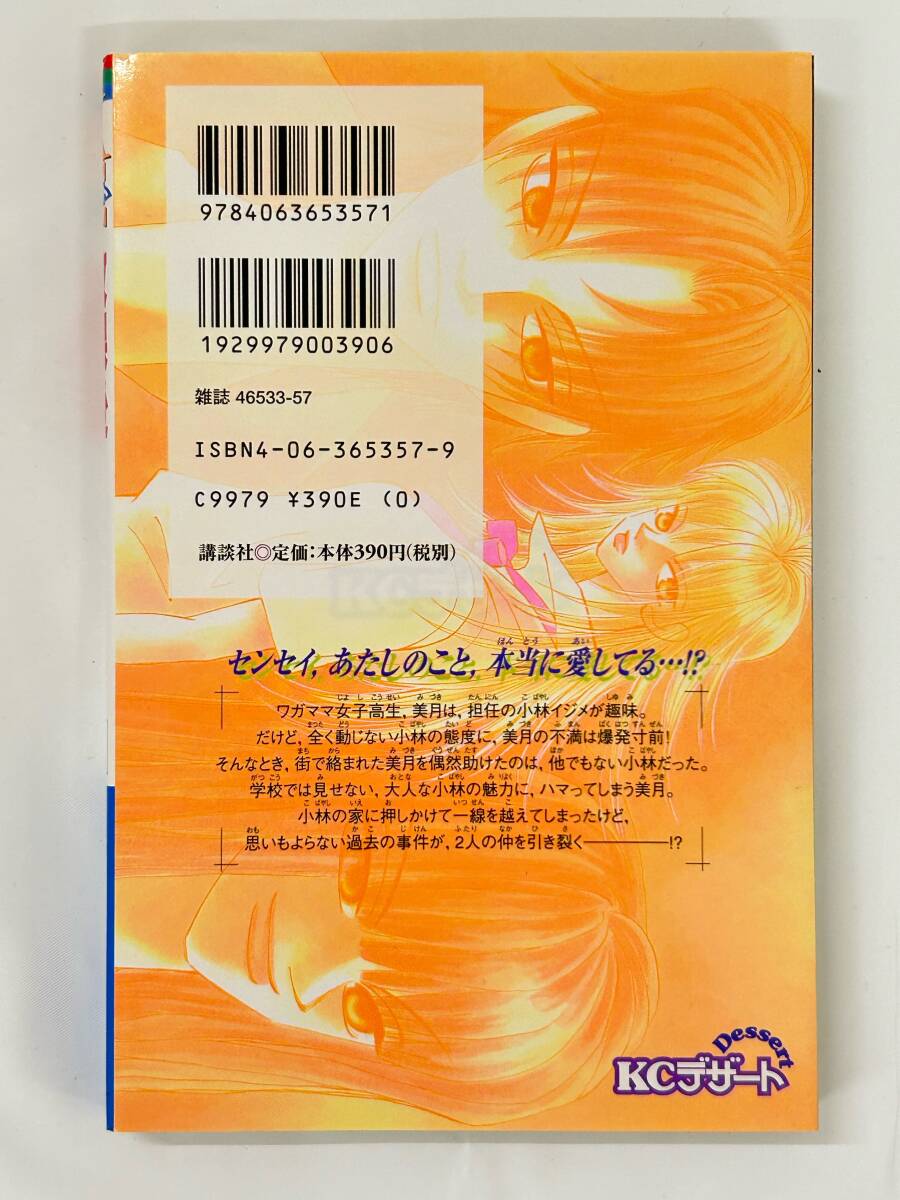 9784063653571
1929979003906
雑誌 46533-57
ISBN4-06-365357-9
C9979 ¥390E (0)
講談社◎定価：本体390円(税別)
センセイ, あたしのこと, 本当に愛してる…!?
ワガママ女子高生, 美月は, 担任の小林イジメが趣味。
だけど, 全く動じない小林の態度に, 美月の不満は爆発寸前!
そんなとき, 街で絡まれた美月を偶然助けたのは, 他でもない小林だった。
学校では見せない, 大人な小林の魅力に, ハマってしまう美月。
小林の家に押しかけて一線を越えてしまったけど,
思いもよらない過去の事件が, 2人の仲を引き裂く————!?
Dessert
KCデザート